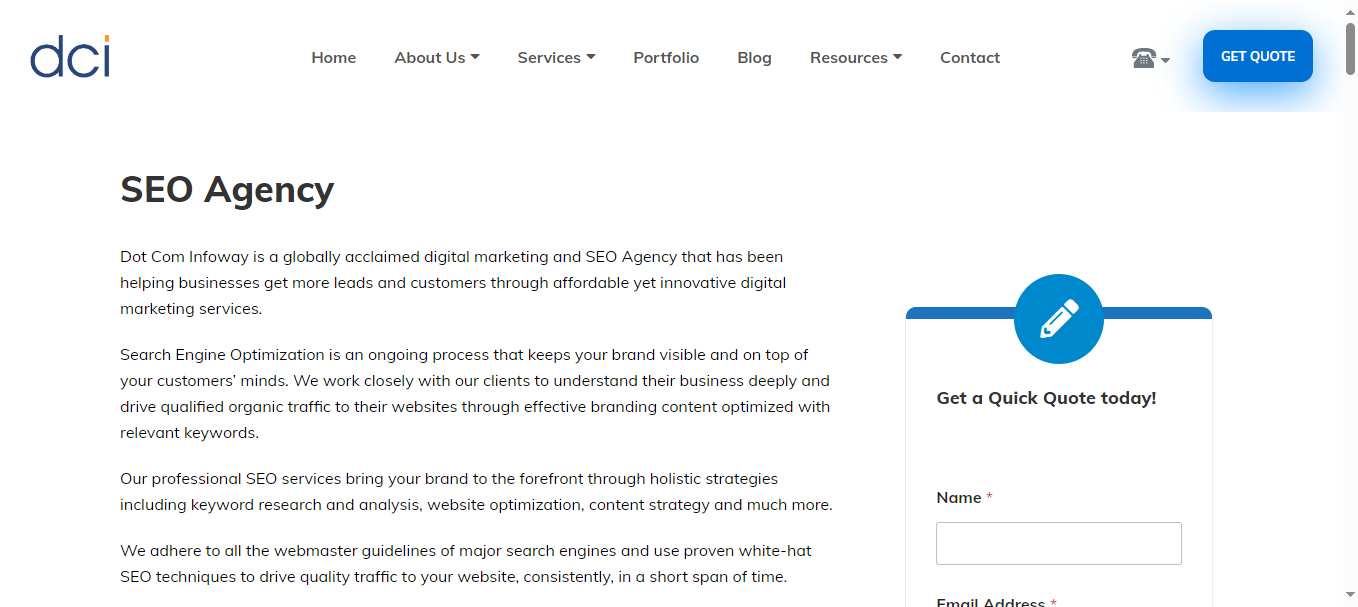 dci
Home
About Us
Services
Portfolio
Blog
Resources
Contact
GET QUOTE
SEO Agency
Dot Com Infoway is a globally acclaimed digital marketing and SEO Agency that has been
helping businesses get more leads and customers through affordable yet innovative digital
marketing services.
Search Engine Optimization is an ongoing process that keeps your brand visible and on top of
your customers’ minds. We work closely with our clients to understand their business deeply and
drive qualified organic traffic to their websites through effective branding content optimized with
relevant keywords.
Our professional SEO services bring your brand to the forefront through holistic strategies
including keyword research and analysis, website optimization, content strategy and much more.
We adhere to all the webmaster guidelines of major search engines and use proven white-hat
SEO techniques to drive quality traffic to your website, consistently, in a short span of time.
Get a Quick Quote today!
Name *
Email Address *